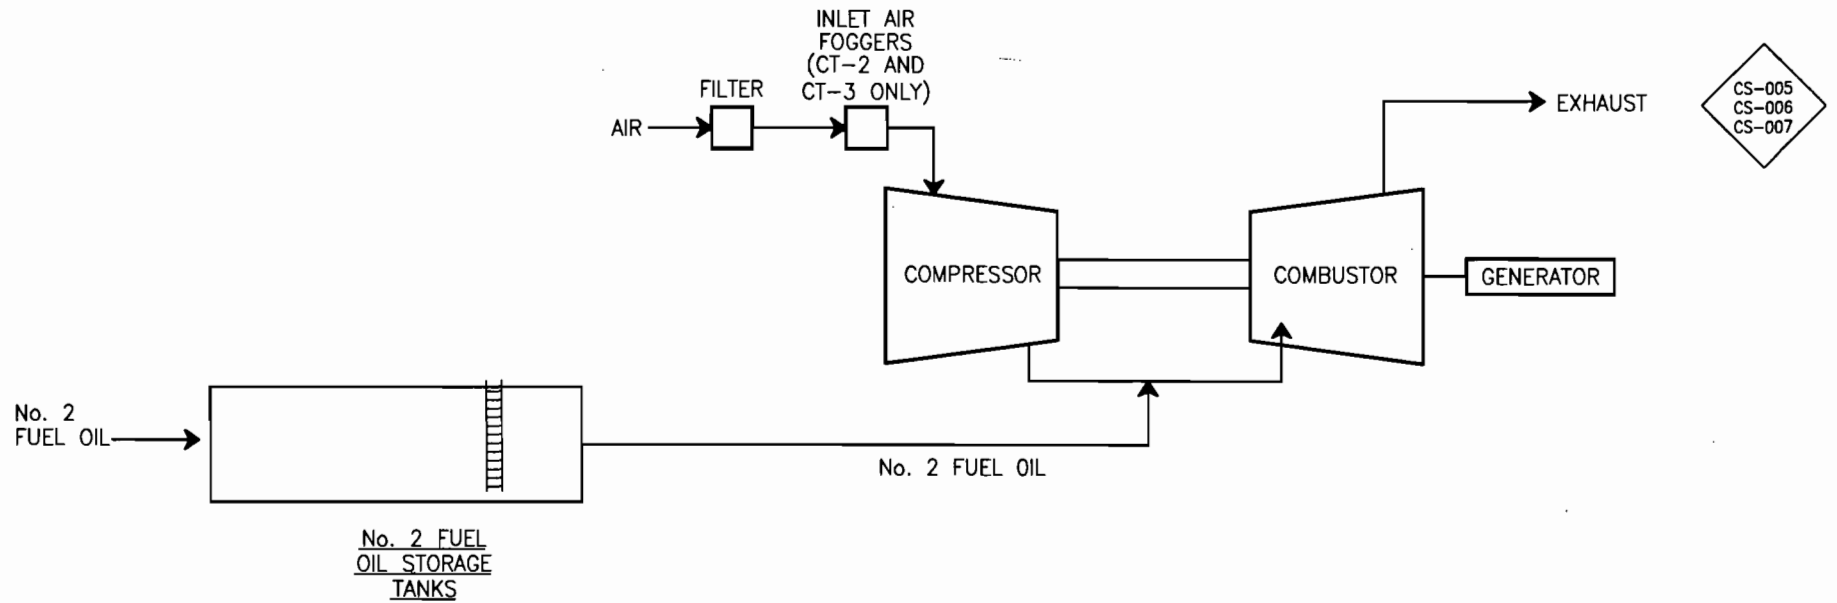 INLET AIR
FOGGERS
(CT-2 AND
CT-3 ONLY)
FILTER
AIR
EXHAUST
CS-005
CS-006
CS-007
COMPRESSOR
COMBUSTOR
GENERATOR
No. 2
FUEL OIL
No. 2 FUEL OIL
No. 2 FUEL
OIL STORAGE
TANKS